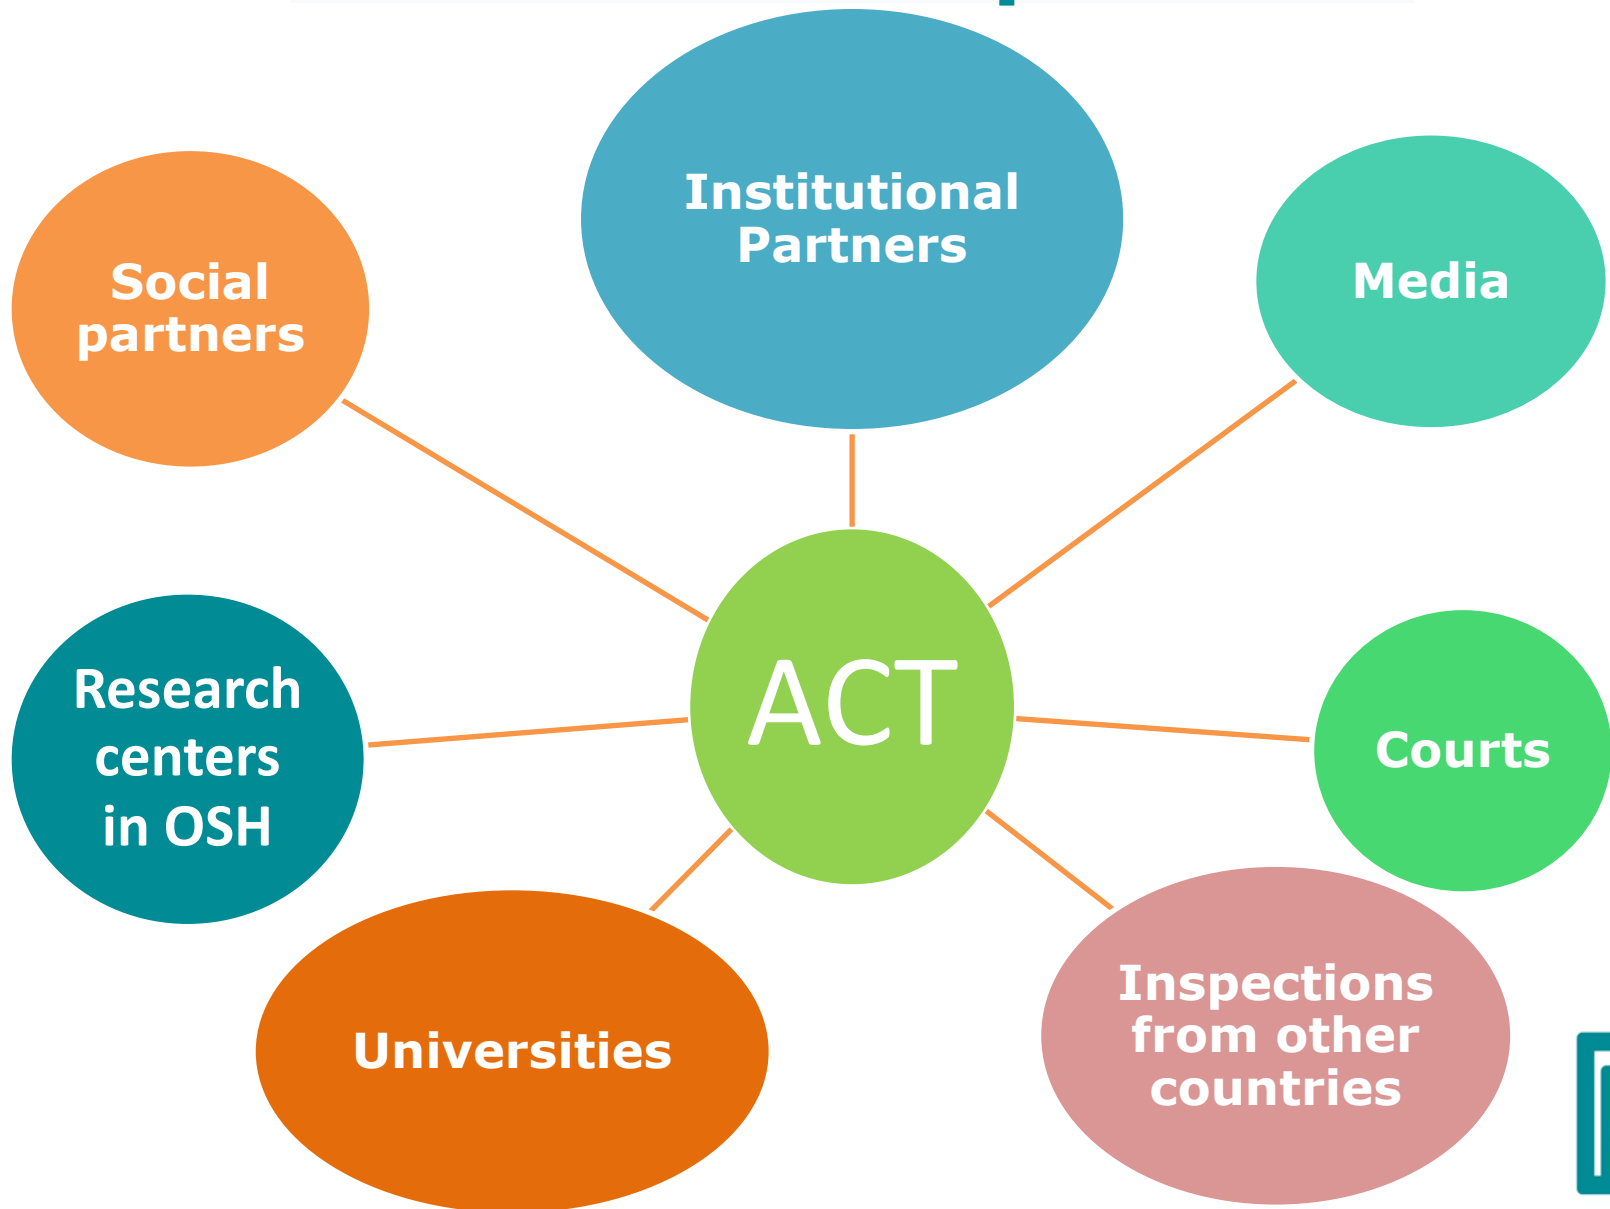 Institutional
Partners
Social
partners
Media
ACT
Research
centers
in OSH
Courts
Universities
Inspections
from other
countries